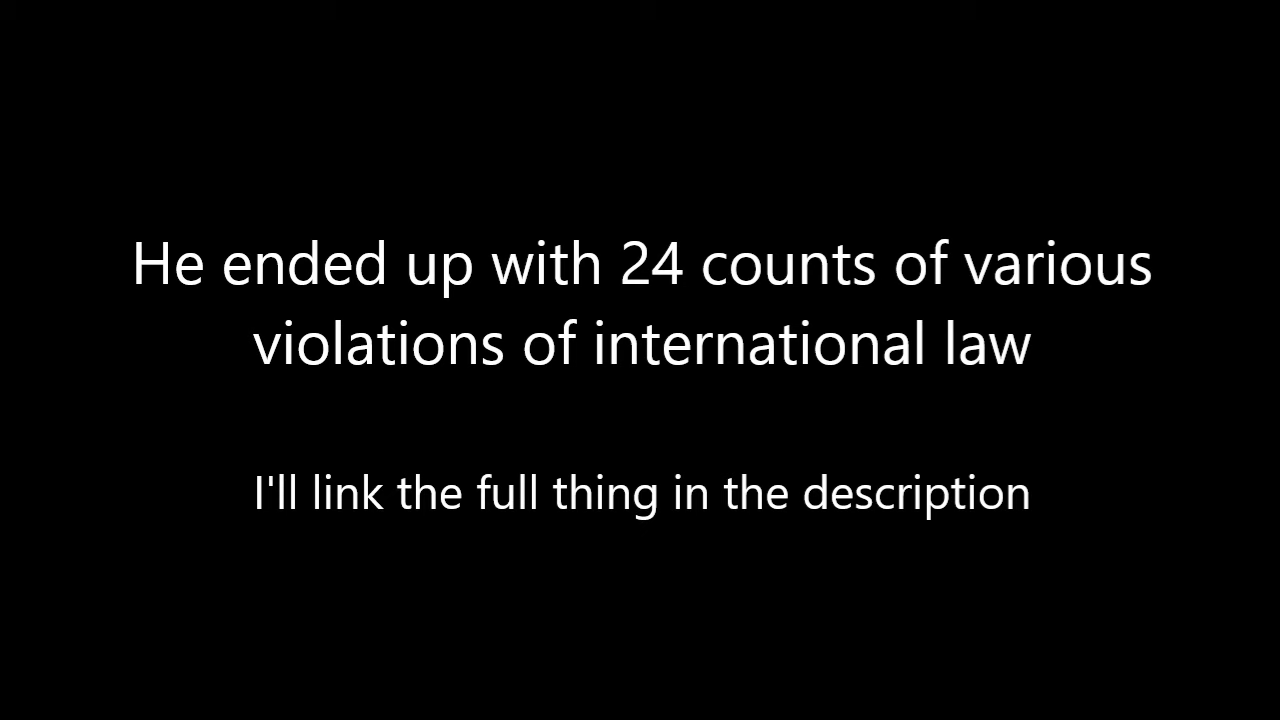 He ended up with 24 counts of various
violations of international law
I'll link the full thing in the description